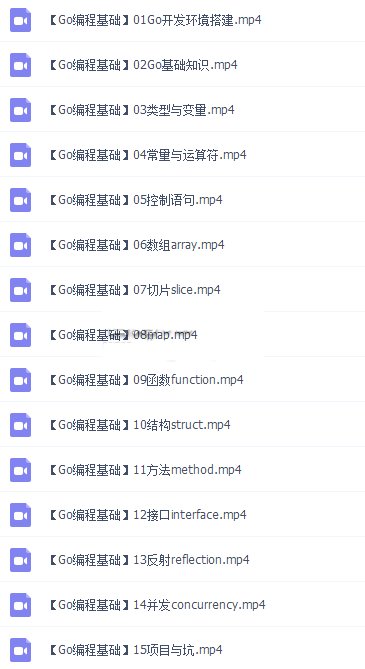 【Go编程基础】01Go开发环境搭建.mp4
【Go编程基础】02Go基础知识.mp4
【Go编程基础】03类型与变量.mp4
【Go编程基础】04常量与运算符.mp4
【Go编程基础】05控制语句.mp4
【Go编程基础】06数组array.mp4
【Go编程基础】07切片slice.mp4
【Go编程基础】08map.mp4
【Go编程基础】09函数function.mp4
【Go编程基础】10结构struct.mp4
【Go编程基础】11方法method.mp4
【Go编程基础】12接口interface.mp4
【Go编程基础】13反射reflection.mp4
【Go编程基础】14并发concurrency.mp4
【Go编程基础】15项目与坑.mp4